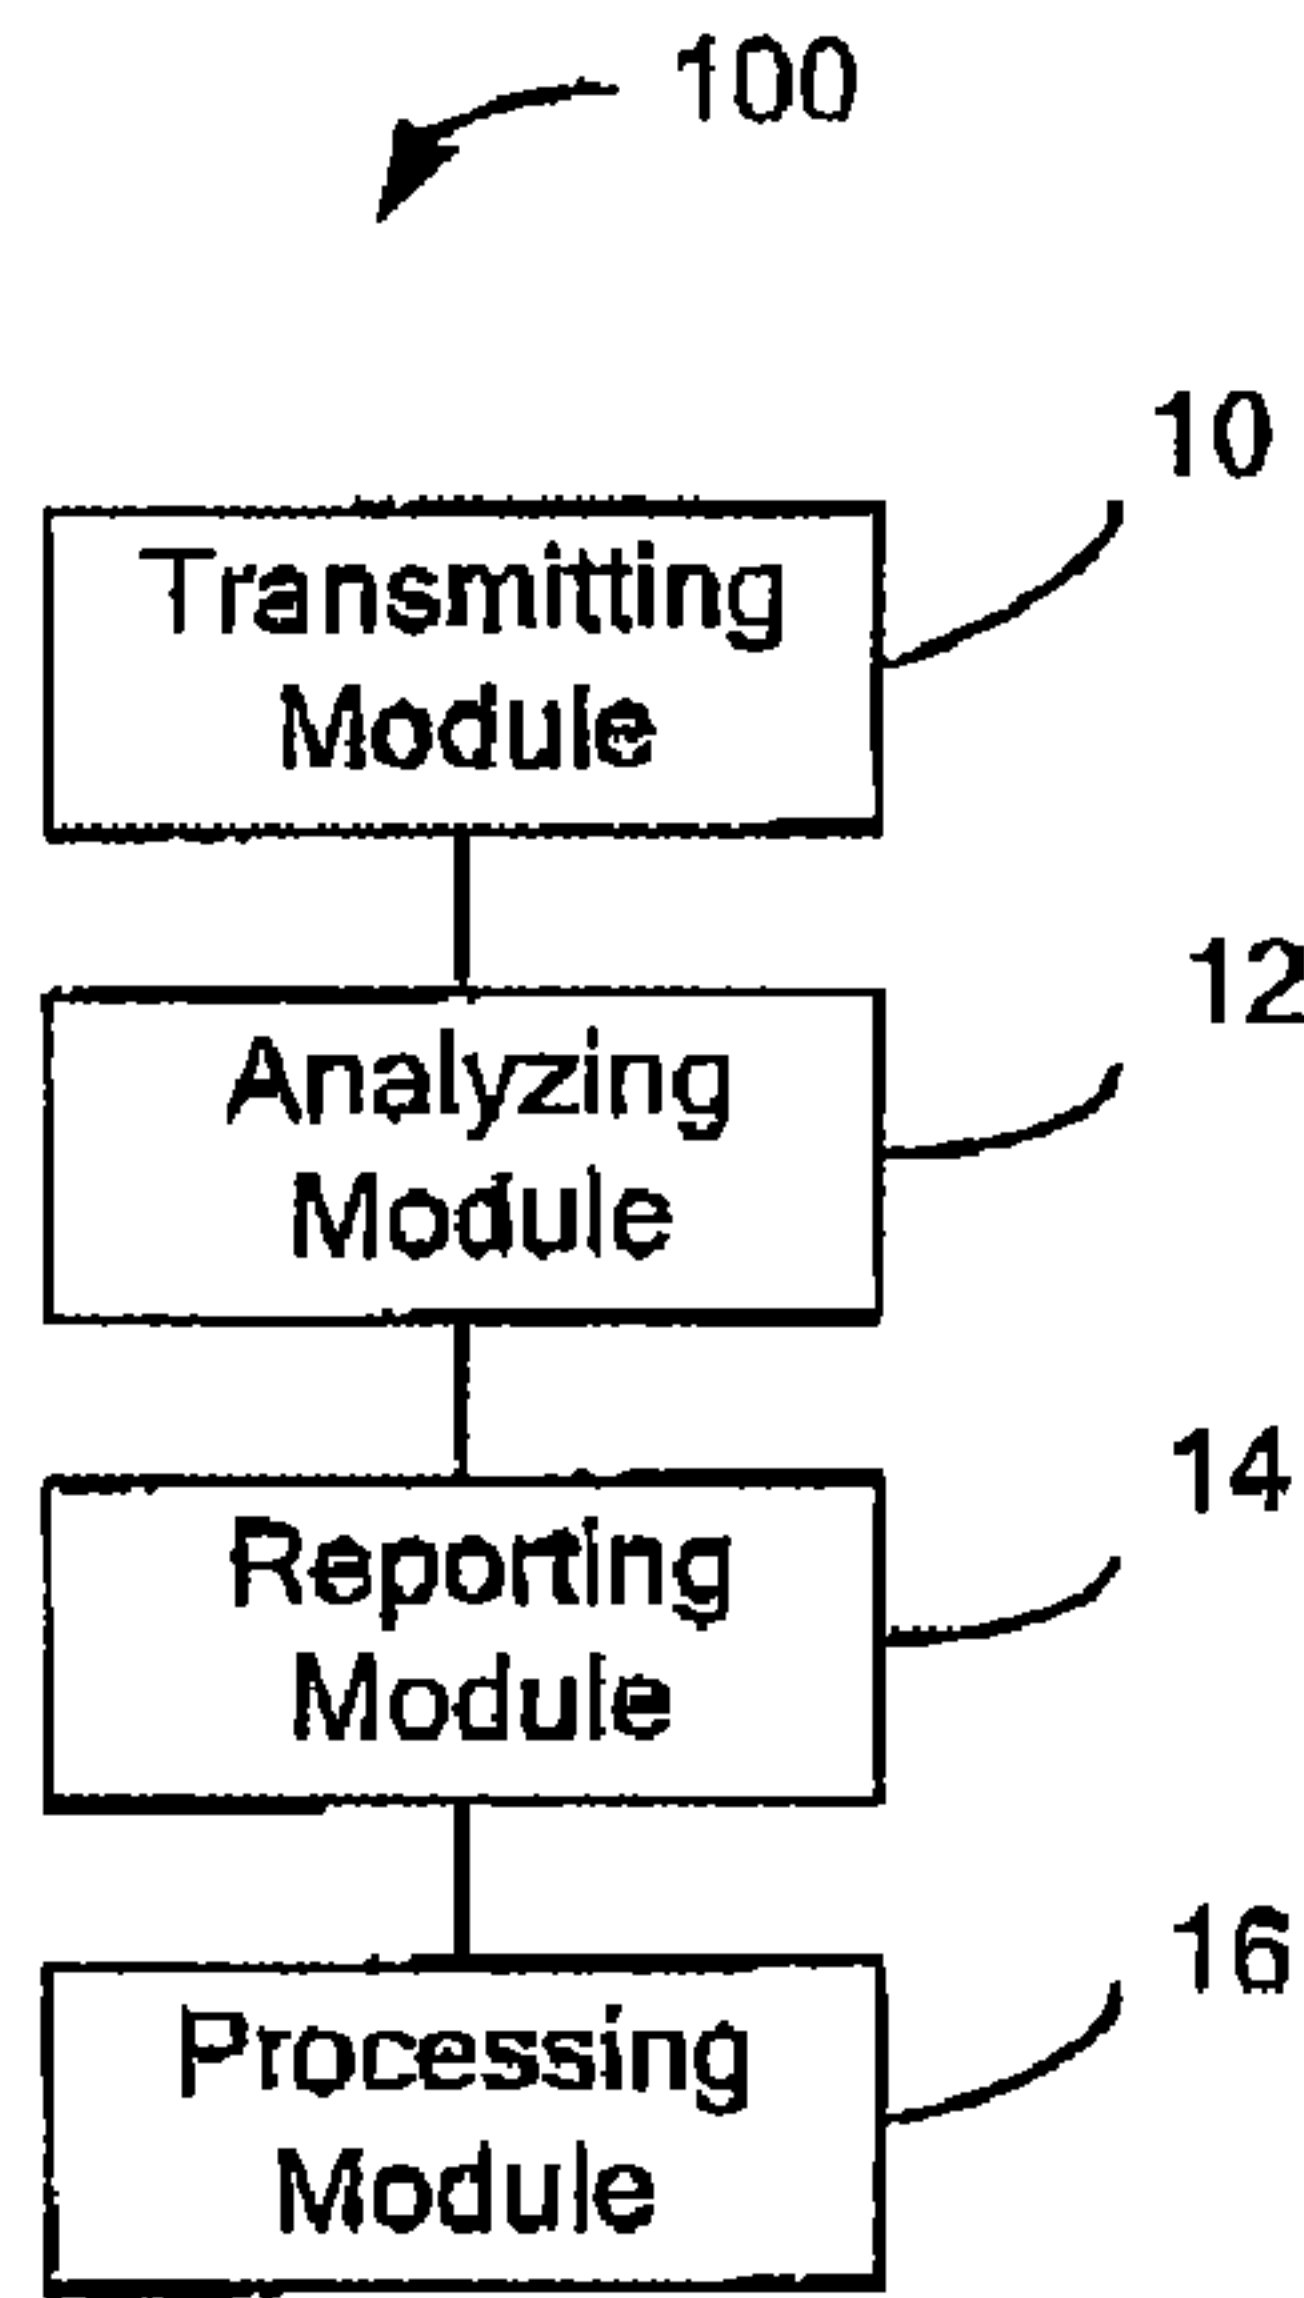 100
10
Transmitting
Module
12
Analyzing
Module
14
Reporting
Module
16
Processing
Module